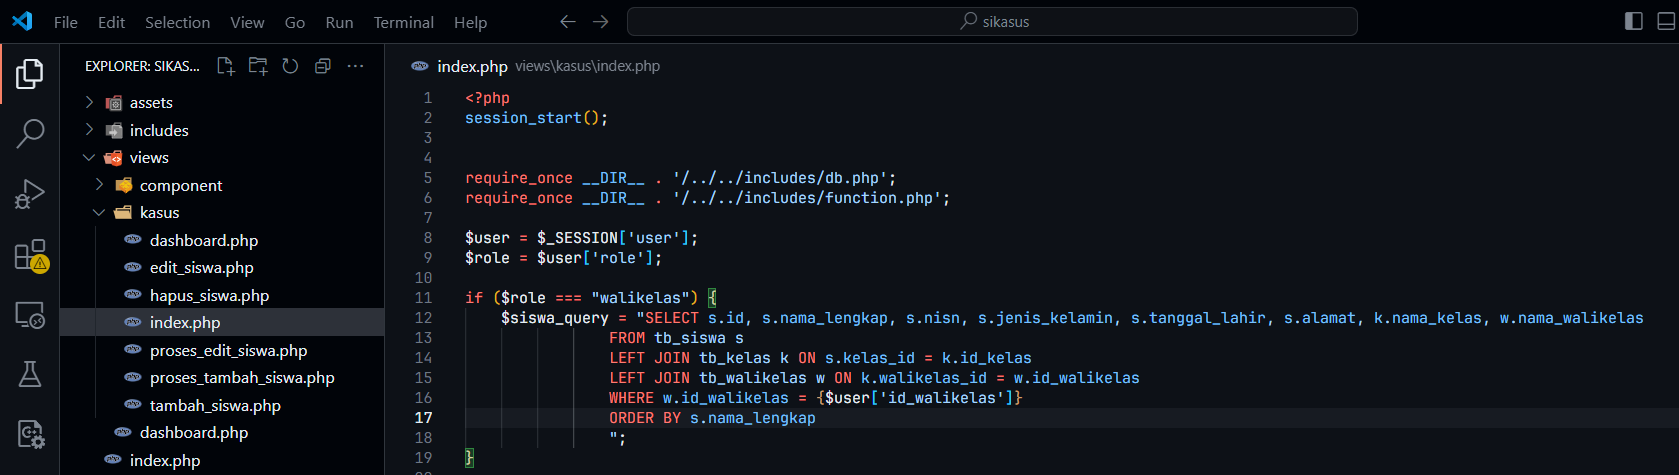 File Edit Selection View Go Run Terminal Help
sikasus
EXPLORER: SIKAS...
assets
includes
views
component
kasus
dashboard.php
edit_siswa.php
hapus_siswa.php
index.php
proses_edit_siswa.php
proses_tambah_siswa.php
tambah_siswa.php
dashboard.php
index.php
index.php views\kasus\index.php
1 <?php
2 session_start();
3
4
5 require_once __DIR__ . '/../../includes/db.php';
6 require_once __DIR__ . '/../../includes/function.php';
7
8 $user = $_SESSION['user'];
9 $role = $user['role'];
10
11 if ($role === "walikelas") {
12 $siswa_query = "SELECT s.id, s.nama_lengkap, s.nisn, s.jenis_kelamin, s.tanggal_lahir, s.alamat, k.nama_kelas, w.nama_walikelas
13 FROM tb_siswa s
14 LEFT JOIN tb_kelas k ON s.kelas_id = k.id_kelas
15 LEFT JOIN tb_walikelas w ON k.walikelas_id = w.id_walikelas
16 WHERE w.id_walikelas = {$user['id_walikelas']}
17 ORDER BY s.nama_lengkap
18 ";
19 }